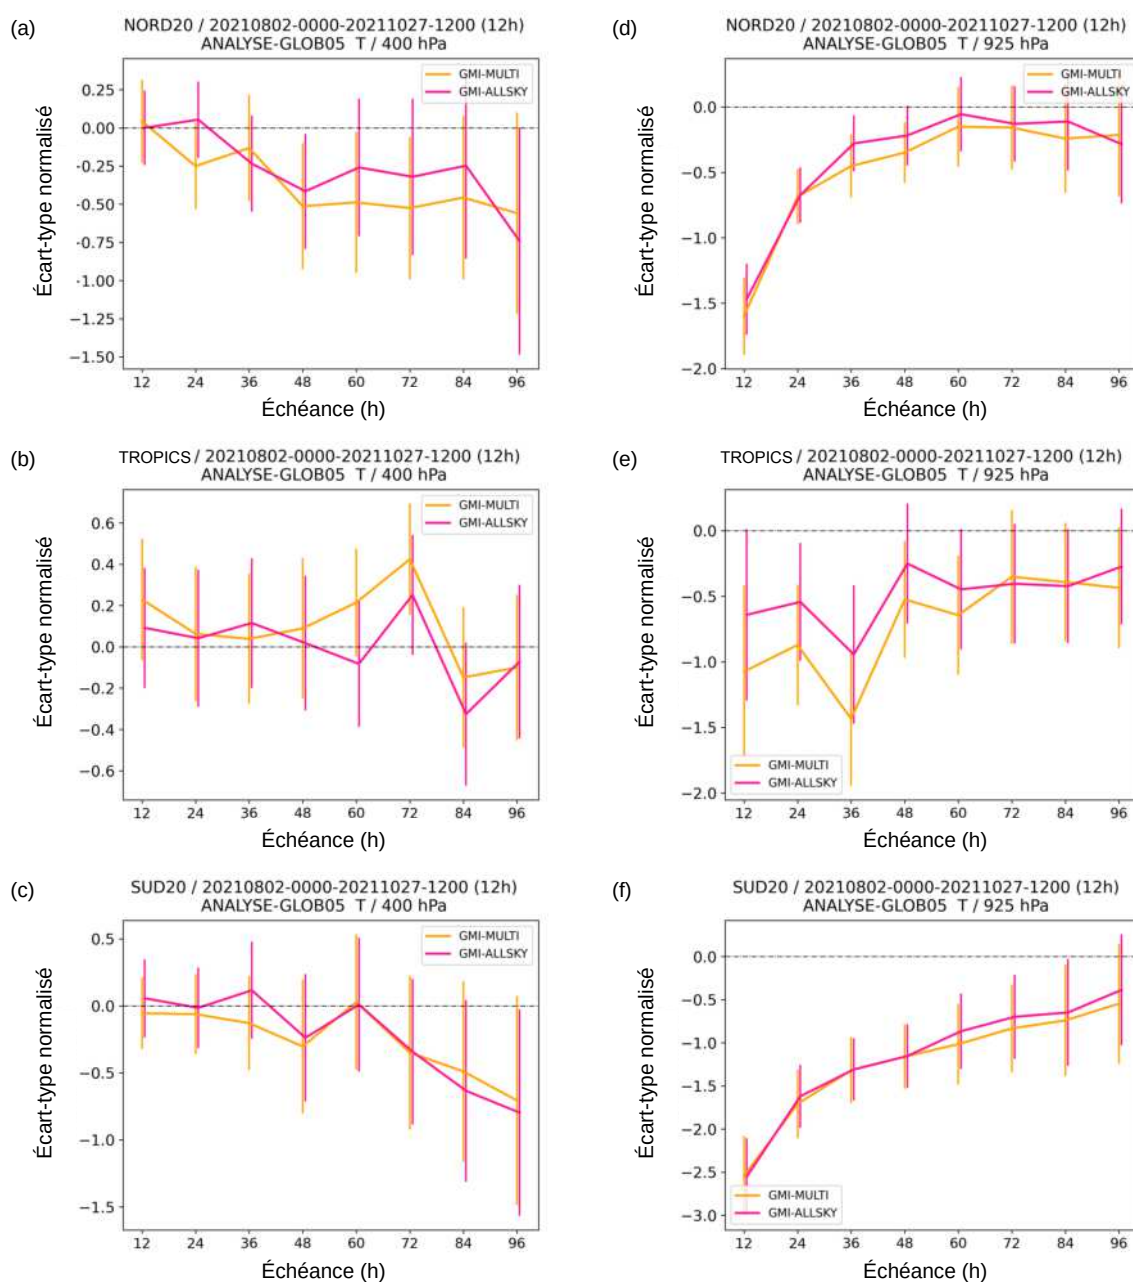 (a)
NORD20 / 20210802-0000-20211027-1200 (12h)
ANALYSE-GLOB05 T / 400 hPa
GMI-MULTI
GMI-ALLSKY
Écart-type normalisé
0.25
0.00
−0.25
−0.50
−0.75
−1.00
−1.25
−1.50
12 24 36 48 60 72 84 96
Échéance (h)
(d)
NORD20 / 20210802-0000-20211027-1200 (12h)
ANALYSE-GLOB05 T / 925 hPa
GMI-MULTI
GMI-ALLSKY
Écart-type normalisé
0.0
−0.5
−1.0
−1.5
−2.0
12 24 36 48 60 72 84 96
Échéance (h)
(b)
TROPICS / 20210802-0000-20211027-1200 (12h)
ANALYSE-GLOB05 T / 400 hPa
GMI-MULTI
GMI-ALLSKY
Écart-type normalisé
0.6
0.4
0.2
0.0
−0.2
−0.4
−0.6
12 24 36 48 60 72 84 96
Échéance (h)
(e)
TROPICS / 20210802-0000-20211027-1200 (12h)
ANALYSE-GLOB05 T / 925 hPa
Écart-type normalisé
0.0
−0.5
−1.0
−1.5
−2.0
GMI-MULTI
GMI-ALLSKY
12 24 36 48 60 72 84 96
Échéance (h)
(c)
SUD20 / 20210802-0000-20211027-1200 (12h)
ANALYSE-GLOB05 T / 400 hPa
GMI-MULTI
GMI-ALLSKY
Écart-type normalisé
0.5
0.0
−0.5
−1.0
−1.5
12 24 36 48 60 72 84 96
Échéance (h)
(f)
SUD20 / 20210802-0000-20211027-1200 (12h)
ANALYSE-GLOB05 T / 925 hPa
Écart-type normalisé
0.0
−0.5
−1.0
−1.5
−2.0
−2.5
−3.0
GMI-MULTI
GMI-ALLSKY
12 24 36 48 60 72 84 96
Échéance (h)